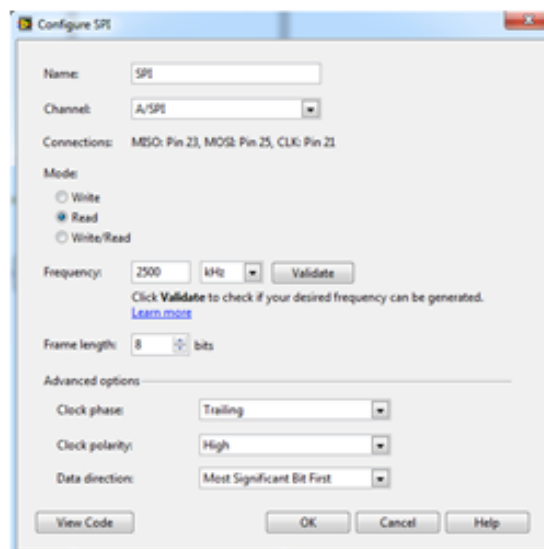 Configure SPI
Name: SPI
Channel: A/SPI
Connections: MISO: Pin 23, MOSI: Pin 25, CLK: Pin 21
Mode:
Write
Read
Write/Read
Frequency: 2500 kHz Validate
Click Validate to check if your desired frequency can be generated.
Learn more
Frame length: 8 bits
Advanced options
Clock phase: Trailing
Clock polarity: High
Data direction: Most Significant Bit First
View Code OK Cancel Help